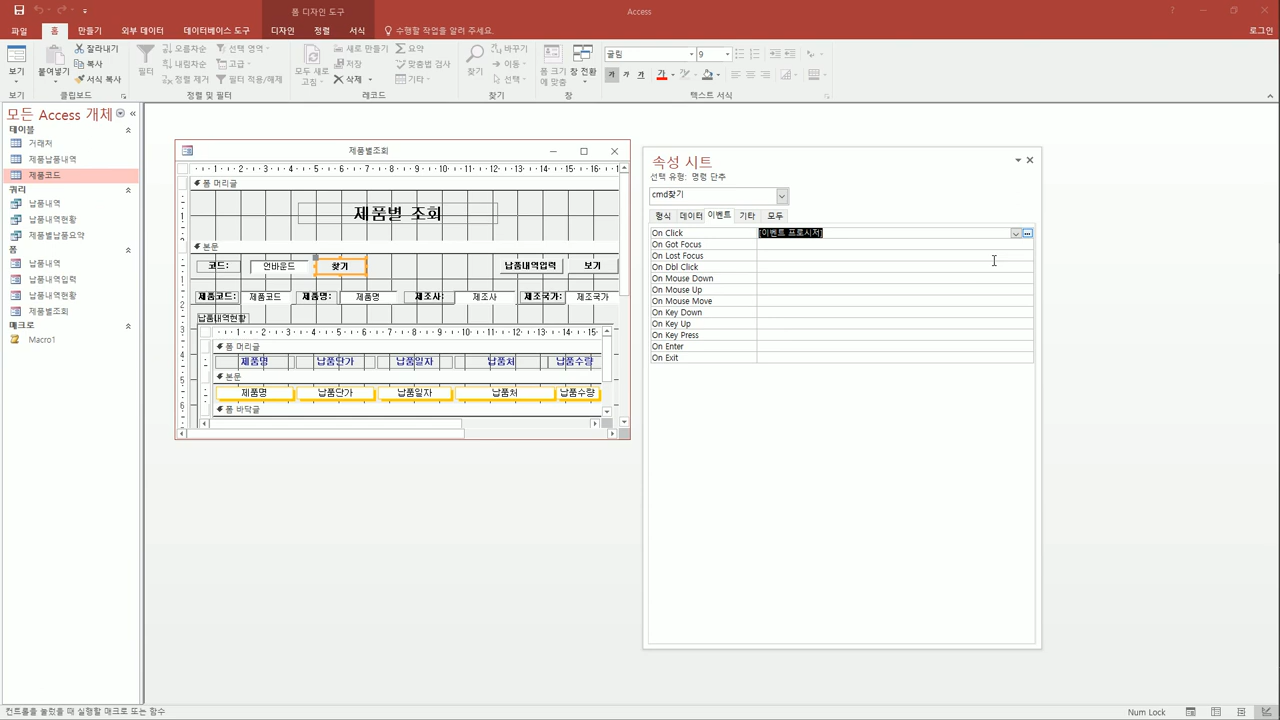 폼 디자인 도구
Access
파일 홈 만들기 외부 데이터 데이터베이스 도구 디자인 정렬 서식 수행할 작업을 알려 주세요.
로그인
보기
보기
붙여넣기
잘라내기
복사
서식 복사
클립보드
필터
오름차순
내림차순
정렬 제거
선택 영역
고급
필터 적용/해제
정렬 및 필터
모두 새로 고침
새로 만들기
저장
삭제
요약
맞춤법 검사
기타
레코드
찾기
바꾸기
이동
선택
찾기
폼 크기에 맞춤
창 전환
창
굴림
9
가 가 가
텍스트 서식
모든 Access 개체
테이블
거래처
제품납품내역
제품코드
쿼리
납품내역
납품내역현황
제품별납품요약
폼
납품내역
납품내역입력
납품내역현황
제품별조회
매크로
Macro1
제품별조회
폼 머리글
제품별 조회
본문
코드: 언바운드 찾기 납품내역입력 보기
제품코드: 제품코드 제품명: 제품명 제조사: 제조사 제조국가: 제조국가
납품내역현황
폼 머리글
제품명 납품단가 납품일자 납품처 납품수량
본문
제품명 납품단가 납품일자 납품처 납품수량
폼 바닥글
속성 시트
선택 유형: 명령 단추
cmd찾기
형식 데이터 이벤트 기타 모두
On Click [이벤트 프로시저]
On Got Focus
On Lost Focus
On Dbl Click
On Mouse Down
On Mouse Up
On Mouse Move
On Key Down
On Key Up
On Key Press
On Enter
On Exit
컨트롤을 눌렀을 때 실행할 매크로 또는 함수
Num Lock